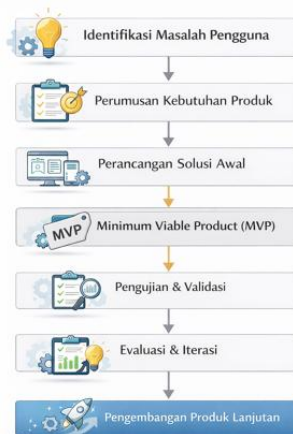 Identifikasi Masalah Pengguna
Perumusan Kebutuhan Produk
Perancangan Solusi Awal
MVP
Minimum Viable Product (MVP)
Pengujian & Validasi
Evaluasi & Iterasi
Pengembangan Produk Lanjutan